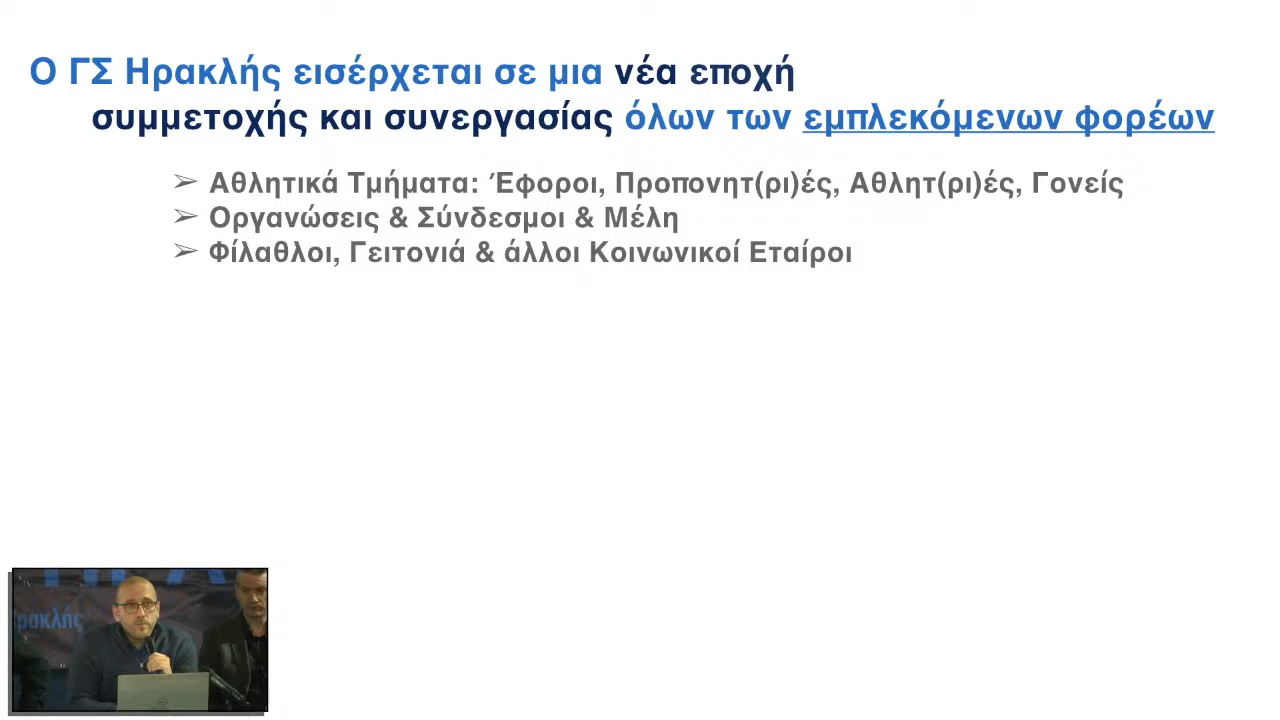 Ο ΓΣ Ηρακλής εισέρχεται σε μια νέα εποχή
συμμετοχής και συνεργασίας όλων των εμπλεκόμενων φορέων
➢ Αθλητικά Τμήματα: Έφοροι, Προπονητ(ρι)ές, Αθλητ(ρι)ές, Γονείς
➢ Οργανώσεις & Σύνδεσμοι & Μέλη
➢ Φίλαθλοι, Γειτονιά & άλλοι Κοινωνικοί Εταίροι